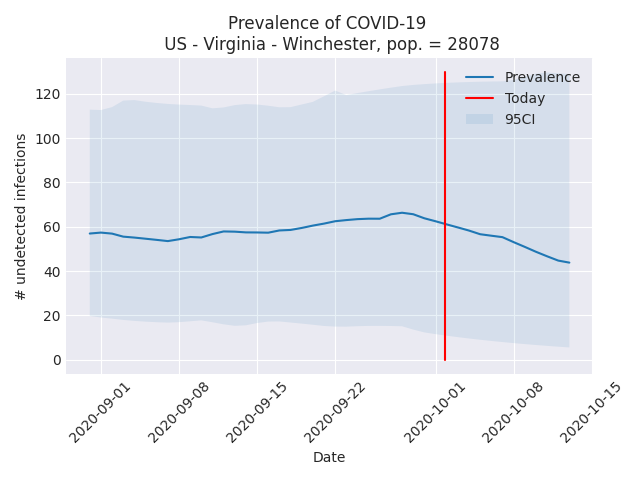 Prevalence of COVID-19
US - Virginia - Winchester, pop. = 28078
Prevalence
Today
95CI
# undetected infections
120
100
80
60
40
20
0
2020-09-01
2020-09-08
2020-09-15
2020-09-22
2020-10-01
2020-10-08
2020-10-15
Date